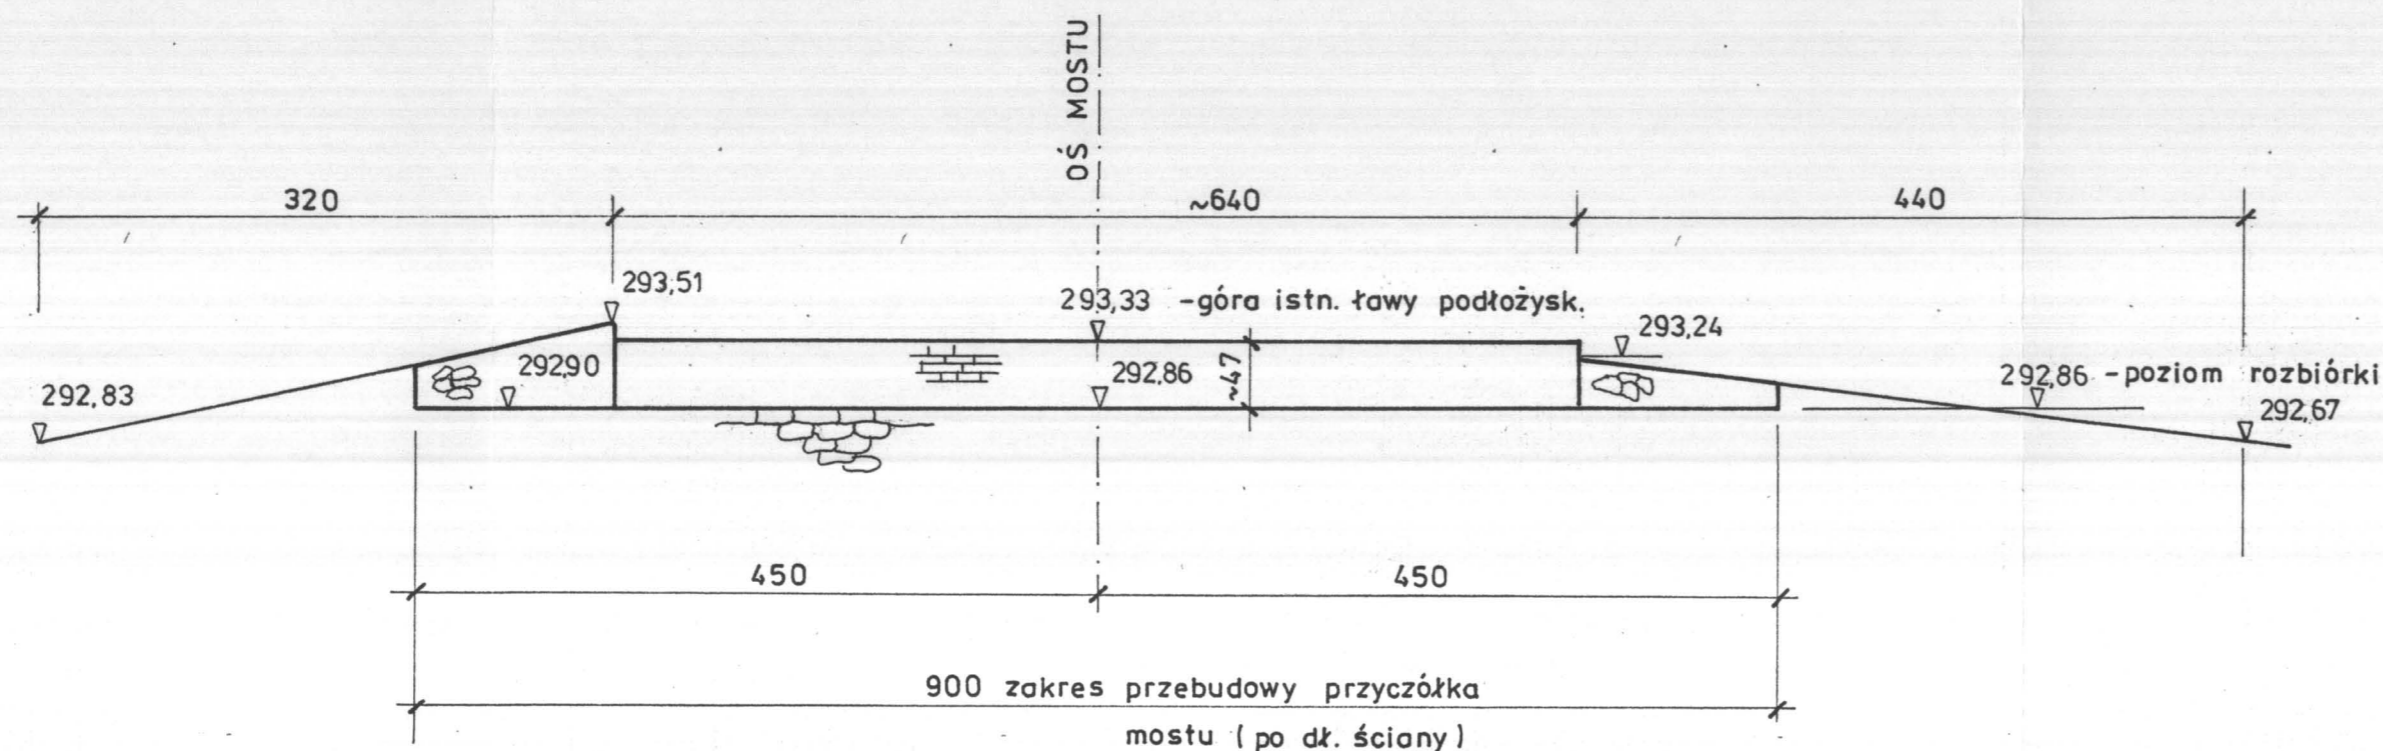 OŚ MOSTU
320
~640
440
293,51
293,33 -góra istn. ławy podłożysk.
293,24
292,83
292,90
292,86
~47
292,86 -poziom rozbiórki
292,67
450
450
900 zakres przebudowy przyczółka
mostu (po dł. ściany)